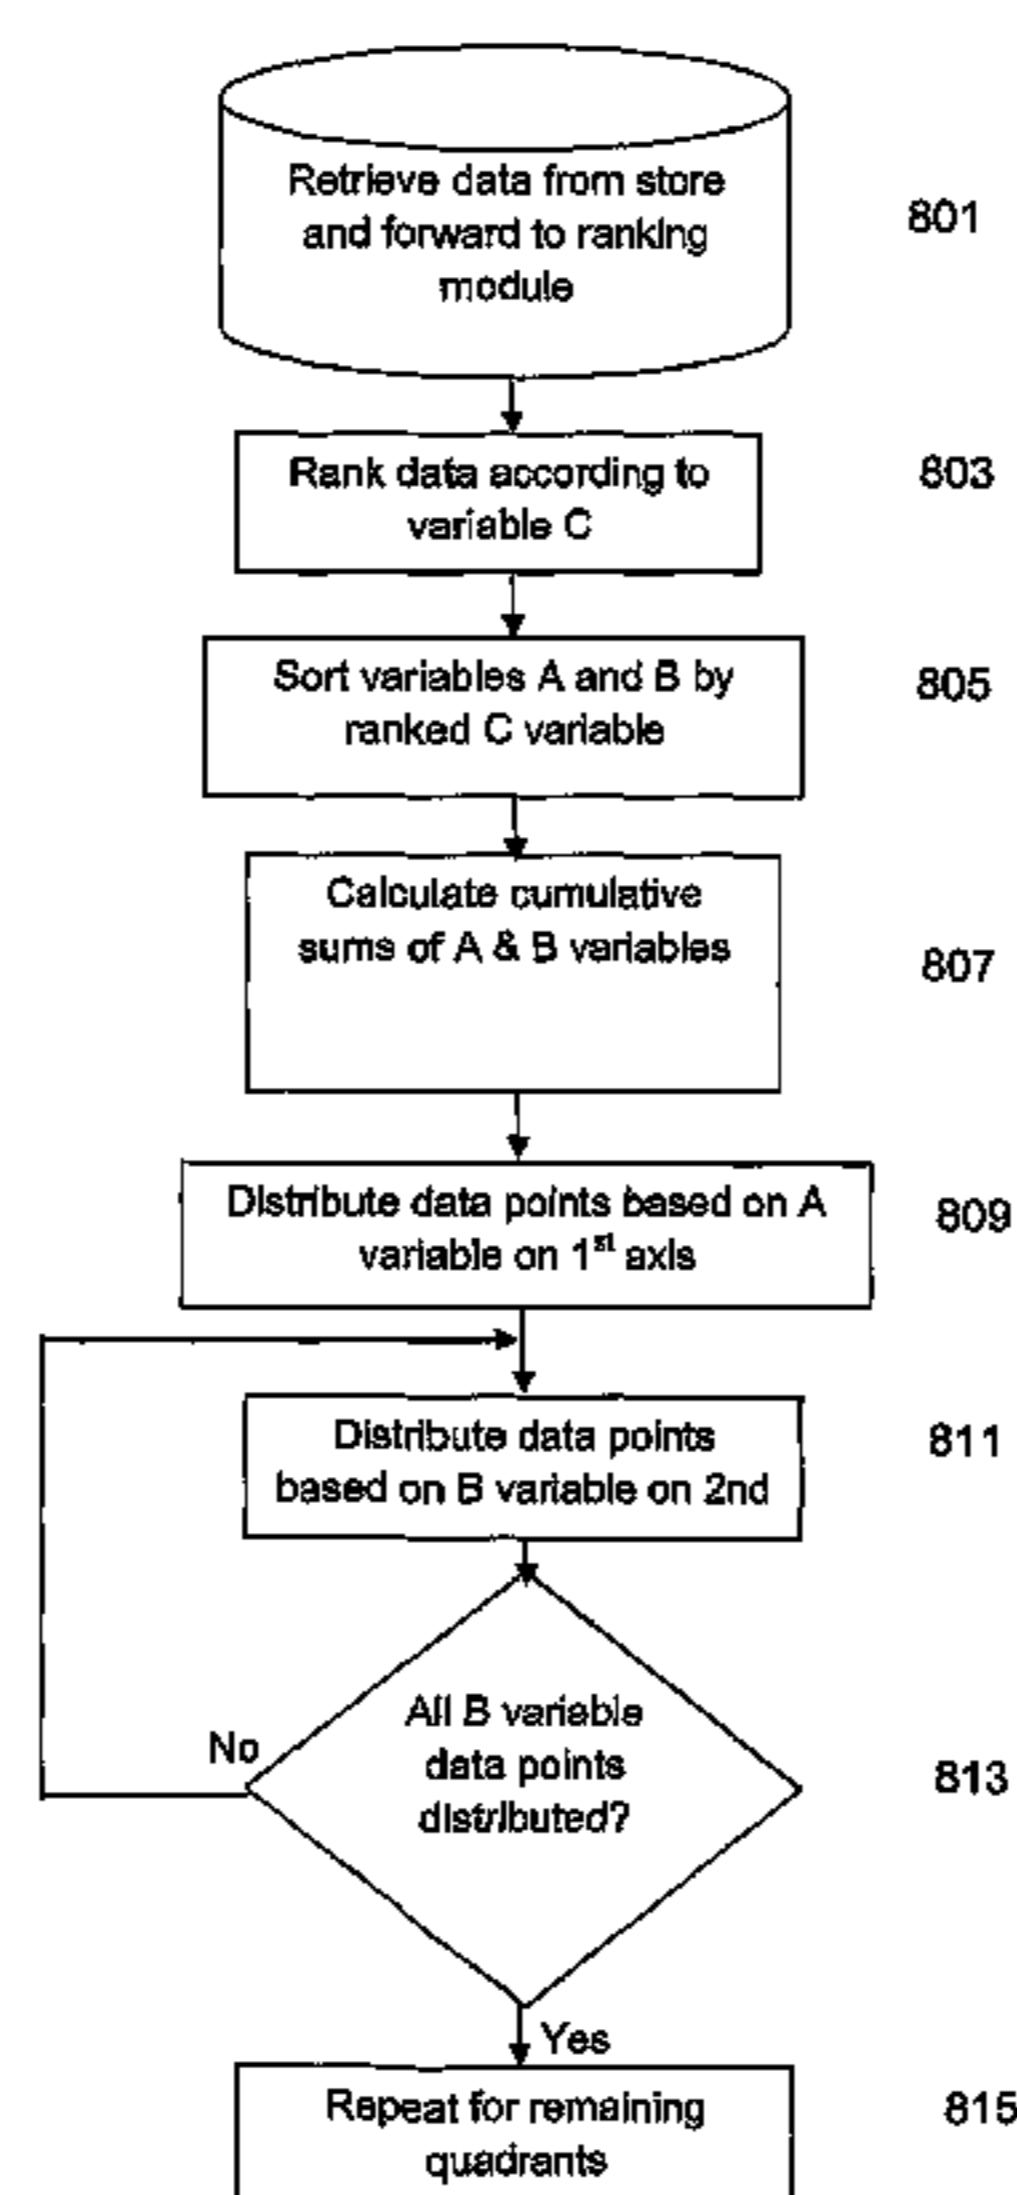 Retrieve data from store
and forward to ranking
module
801
Rank data according to
variable C
803
Sort variables A and B by
ranked C variable
805
Calculate cumulative
sums of A & B variables
807
Distribute data points based on A
variable on 1st axis
809
Distribute data points
based on B variable on 2nd
811
All B variable
data points
distributed?
813
No
Yes
Repeat for remaining
quadrants
815